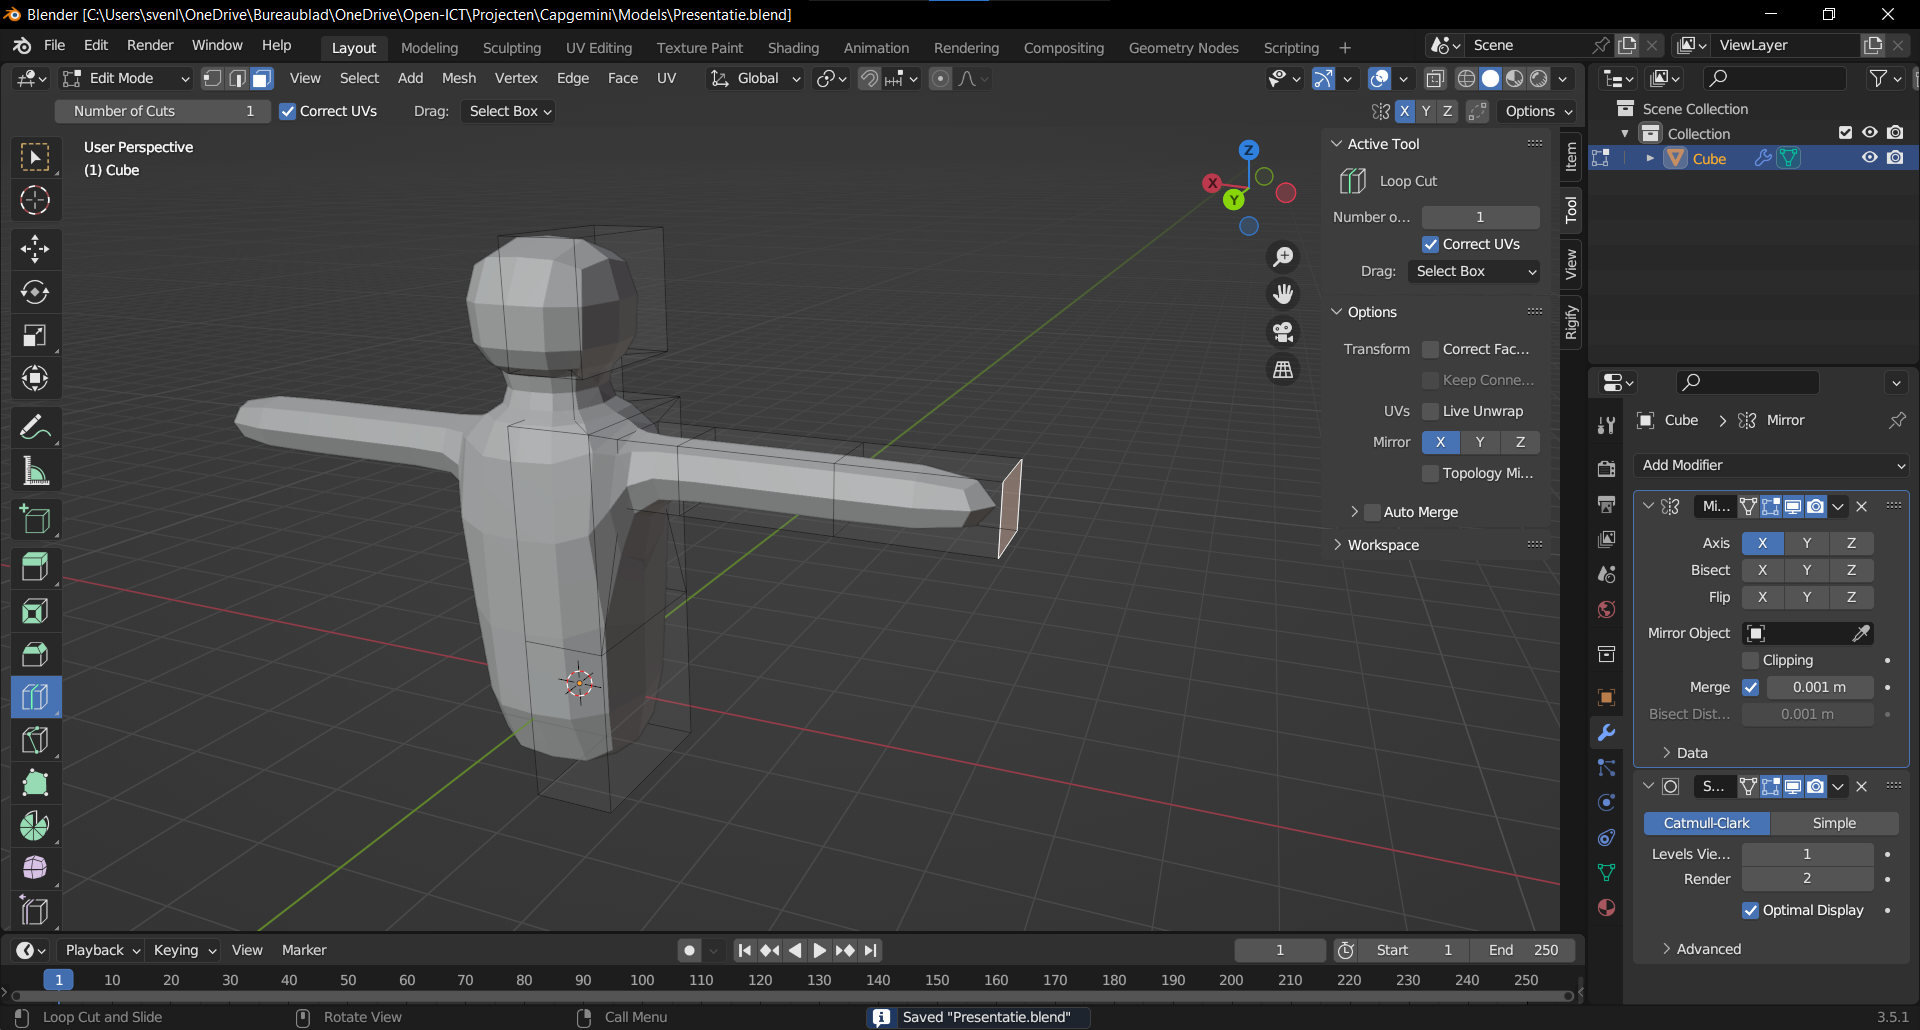 Blender [C:\Users\svenl\OneDrive\Bureaublad\OneDrive\Open-ICT\Projecten\Capgemini\Models\Presentatie.blend]
File Edit Render Window Help Layout Modeling Sculpting UV Editing Texture Paint Shading Animation Rendering Compositing Geometry Nodes Scripting + Scene ViewLayer
Edit Mode View Select Add Mesh Vertex Edge Face UV Global
Number of Cuts 1 Correct UVs Drag: Select Box X Y Z Options
User Perspective
(1) Cube
Z
X
Y
Active Tool
Loop Cut
Number o... 1
Correct UVs
Drag: Select Box
Options
Transform Correct Fac...
Keep Conne...
UVs Live Unwrap
Mirror X Y Z
Topology Mi...
Auto Merge
Workspace
Item
Tool
View
Rigify
Scene Collection
Collection
Cube
Cube > Mirror
Add Modifier
Mi...
Axis X Y Z
Bisect X Y Z
Flip X Y Z
Mirror Object
Clipping
Merge 0.001 m
Bisect Dist... 0.001 m
Data
S...
Catmull-Clark Simple
Levels Vie... 1
Render 2
Optimal Display
Advanced
Playback Keying View Marker 1 Start 1 End 250
1 10 20 30 40 50 60 70 80 90 100 110 120 130 140 150 160 170 180 190 200 210 220 230 240 250
Loop Cut and Slide Rotate View Call Menu Saved "Presentatie.blend" 3.5.1